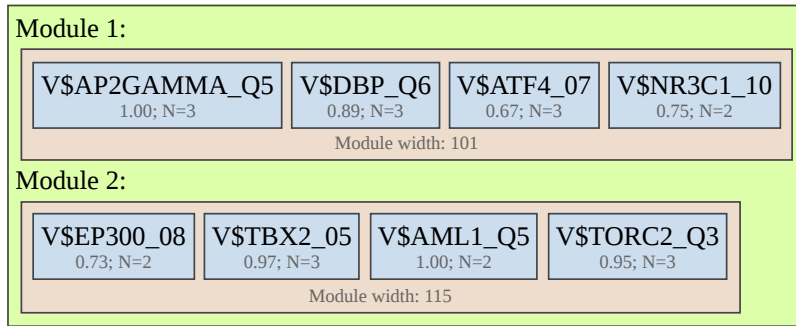 Module 1:
V$AP2GAMMA_Q5 V$DBP_Q6 V$ATF4_07 V$NR3C1_10
1.00; N=3 0.89; N=3 0.67; N=3 0.75; N=2
Module width: 101
Module 2:
V$EP300_08 V$TBX2_05 V$AML1_Q5 V$TORC2_Q3
0.73; N=2 0.97; N=3 1.00; N=2 0.95; N=3
Module width: 115